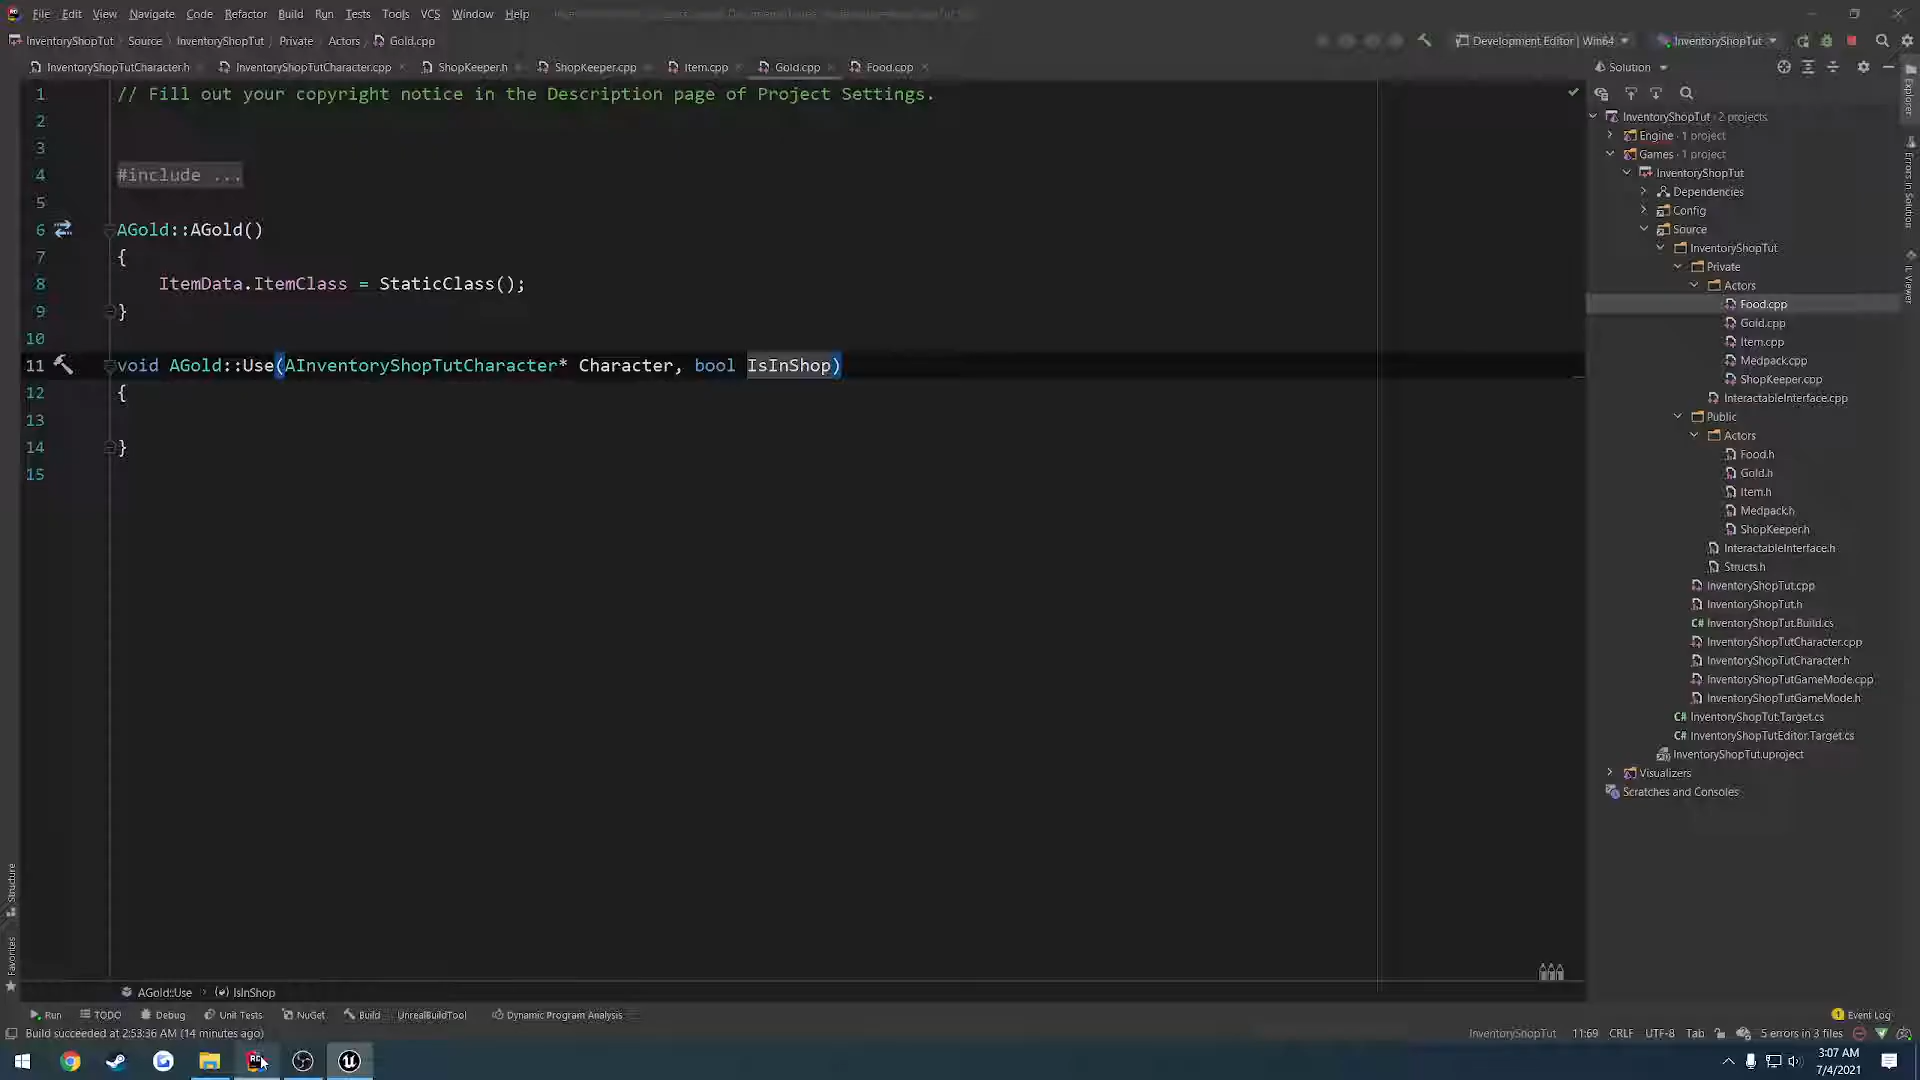 File Edit View Navigate Code Refactor Build Run Tests Tools VCS Window Help
InventoryShopTut Source InventoryShopTut Private Actors Gold.cpp
Development Editor | Win64 InventoryShopTut
InventoryShopTutCharacter.h InventoryShopTutCharacter.cpp ShopKeeper.h ShopKeeper.cpp Item.cpp Gold.cpp Food.cpp
1 // Fill out your copyright notice in the Description page of Project Settings.
2
3
4 #include ...
5
6 AGold::AGold()
7 {
8 ItemData.ItemClass = StaticClass();
9 }
10
11 void AGold::Use(AInventoryShopTutCharacter* Character, bool IsInShop)
12 {
13
14 }
15
Solution
InventoryShopTut · 2 projects
Engine · 1 project
Games · 1 project
InventoryShopTut
Dependencies
Config
Source
InventoryShopTut
Private
Actors
Food.cpp
Gold.cpp
Item.cpp
Medpack.cpp
ShopKeeper.cpp
InteractableInterface.cpp
Public
Actors
Food.h
Gold.h
Item.h
Medpack.h
ShopKeeper.h
InteractableInterface.h
Structs.h
InventoryShopTut.cpp
InventoryShopTut.h
C# InventoryShopTut.Build.cs
InventoryShopTutCharacter.cpp
InventoryShopTutCharacter.h
InventoryShopTutGameMode.cpp
InventoryShopTutGameMode.h
C# InventoryShopTut.Target.cs
C# InventoryShopTutEditor.Target.cs
InventoryShopTut.uproject
Visualizers
Scratches and Consoles
Explorer
Errors in Solution
IL Viewer
Structure
Favorites
AGold::Use IsInShop
Run TODO Debug Unit Tests NuGet Build UnrealBuildTool Dynamic Program Analysis
1 Event Log
Build succeeded at 2:53:36 AM (14 minutes ago)
InventoryShopTut 11:69 CRLF UTF-8 Tab 5 errors in 3 files
3:07 AM
7/4/2021